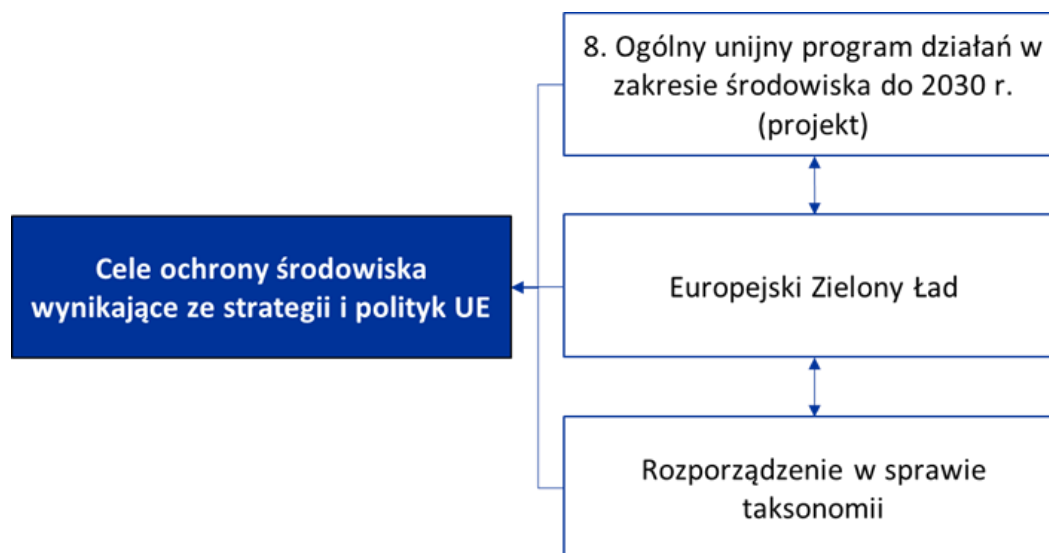 8. Ogólny unijny program działań w
zakresie środowiska do 2030 r.
(projekt)
Cele ochrony środowiska
wynikające ze strategii i polityk UE
Europejski Zielony Ład
Rozporządzenie w sprawie
taksonomii